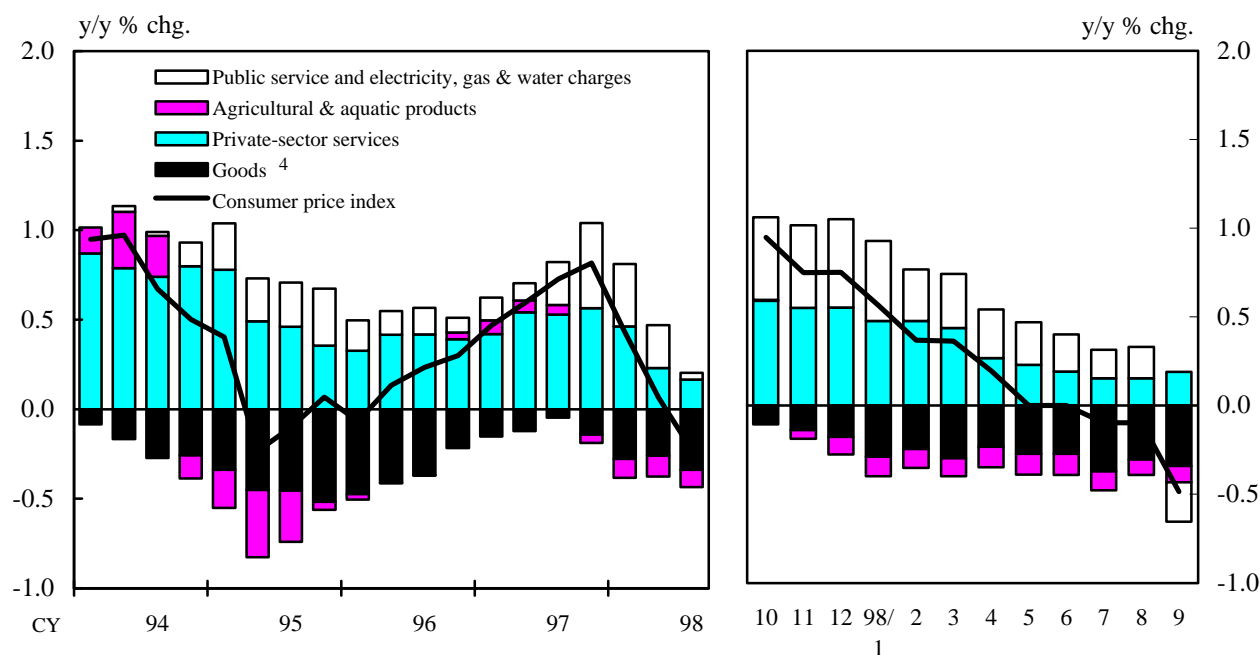 y/y % chg.
y/y % chg.
2.0
1.5
1.0
0.5
0.0
-0.5
-1.0
Public service and electricity, gas & water charges
Agricultural & aquatic products
Private-sector services
Goods 4
Consumer price index
2.0
1.5
1.0
0.5
0.0
-0.5
-1.0
CY 94 95 96 97 98
10 11 12 98/ 2 3 4 5 6 7 8 9
1